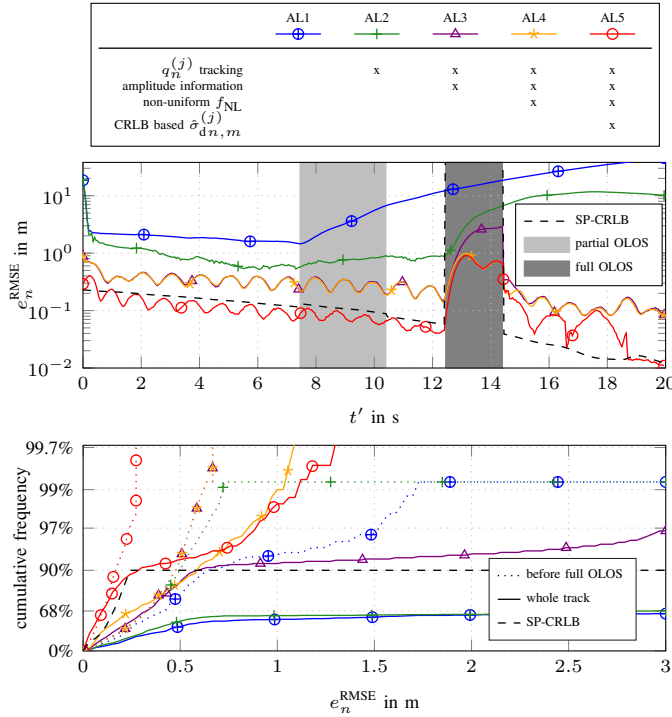 AL1 AL2 AL3 AL4 AL5
q_n^(j) tracking x x x x
amplitude information x x x
non-uniform f_NL x x
CRLB based σ̂_d n,m^(j) x
10^1
10^0
10^−1
10^−2
e_n^RMSE in m
SP-CRLB
partial OLOS
full OLOS
0 2 4 6 8 10 12 14 16 18 20
t′ in s
99.7%
99%
97%
90%
68%
0%
cumulative frequency
before full OLOS
whole track
SP-CRLB
0 0.5 1 1.5 2 2.5 3
e_n^RMSE in m